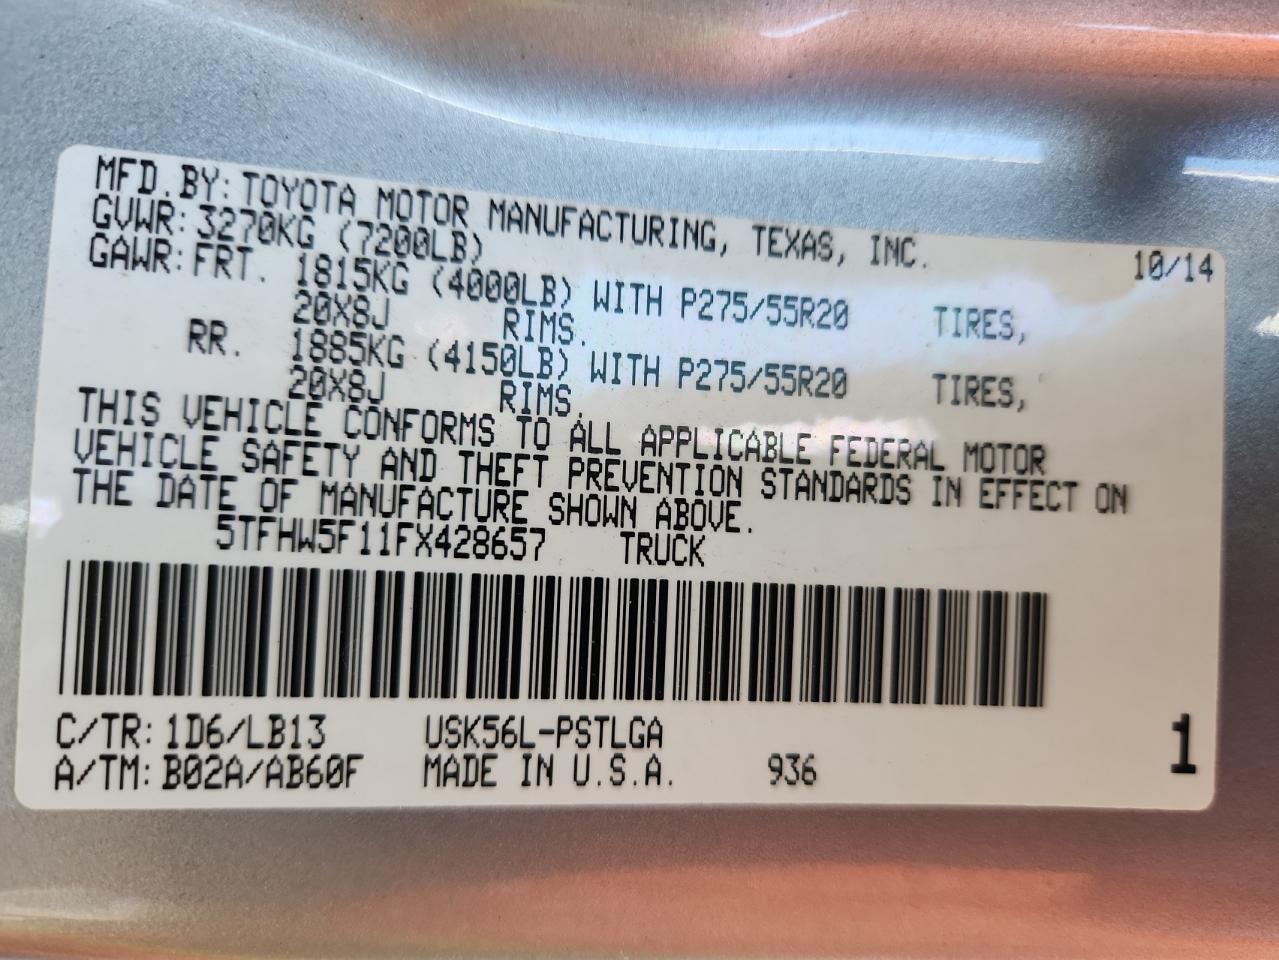 MFD.BY: TOYOTA MOTOR MANUFACTURING, TEXAS, INC. 10/14
GVWR: 3270KG (7200LB)
GAWR: FRT. 1815KG (4000LB) WITH P275/55R20 TIRES,
20X8J RIMS.
RR. 1885KG (4150LB) WITH P275/55R20 TIRES,
20X8J RIMS.
THIS VEHICLE CONFORMS TO ALL APPLICABLE FEDERAL MOTOR
VEHICLE SAFETY AND THEFT PREVENTION STANDARDS IN EFFECT ON
THE DATE OF MANUFACTURE SHOWN ABOVE.
5TFHW5F11FX428657 TRUCK
C/TR: 1D6/LB13 USK56L-PSTLGA
A/TM: B02A/AB60F MADE IN U.S.A. 936 1